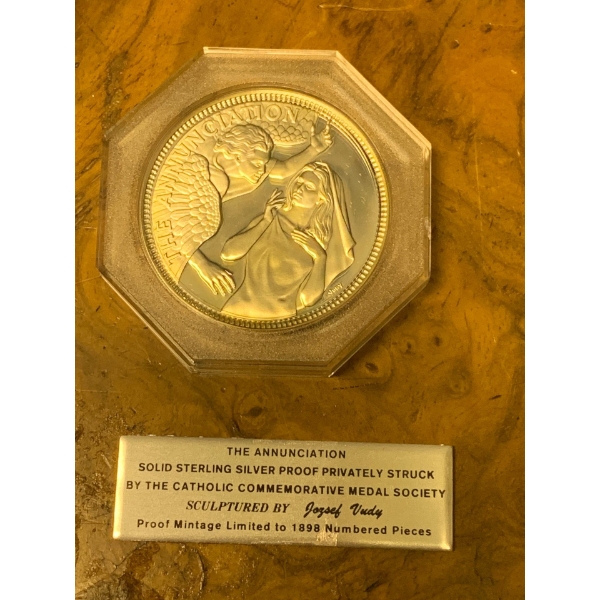 THE ANNUNCIATION
THE ANNUNCIATION
SOLID STERLING SILVER PROOF PRIVATELY STRUCK
BY THE CATHOLIC COMMEMORATIVE MEDAL SOCIETY
SCULPTURED BY Jozsef Vudy
Proof Mintage Limited to 1898 Numbered Pieces